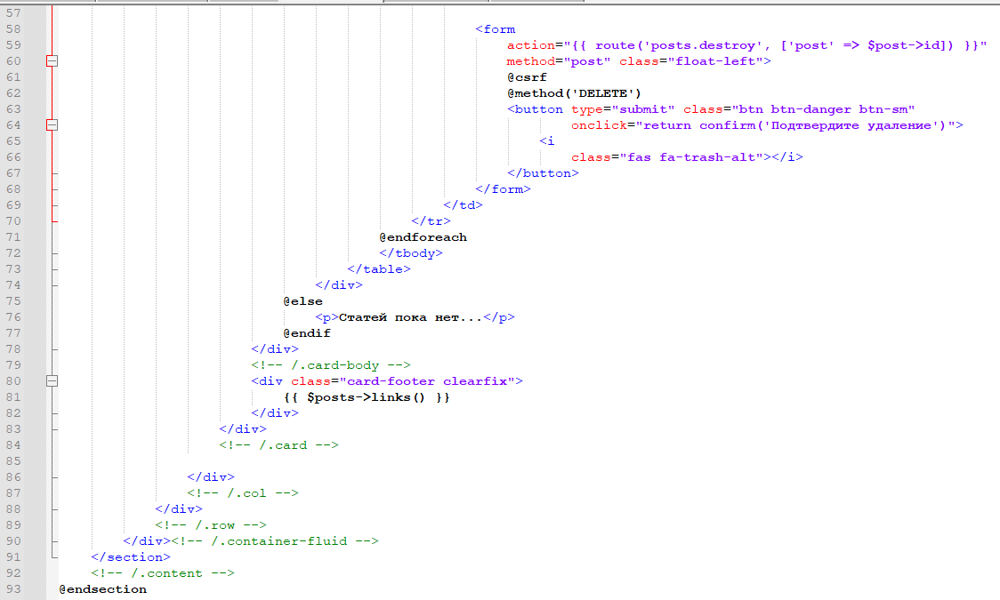 57
58 <form
59 action="{{ route('posts.destroy', ['post' => $post->id]) }}"
60 method="post" class="float-left">
61 @csrf
62 @method('DELETE')
63 <button type="submit" class="btn btn-danger btn-sm"
64 onclick="return confirm('Подтвердите удаление')">
65 <i
66 class="fas fa-trash-alt"></i>
67 </button>
68 </form>
69 </td>
70 </tr>
71 @endforeach
72 </tbody>
73 </table>
74 </div>
75 @else
76 <p>Статей пока нет...</p>
77 @endif
78 </div>
79 <!-- /.card-body -->
80 <div class="card-footer clearfix">
81 {{ $posts->links() }}
82 </div>
83 </div>
84 <!-- /.card -->
85
86 </div>
87 <!-- /.col -->
88 </div>
89 <!-- /.row -->
90 </div><!-- /.container-fluid -->
91 </section>
92 <!-- /.content -->
93 @endsection